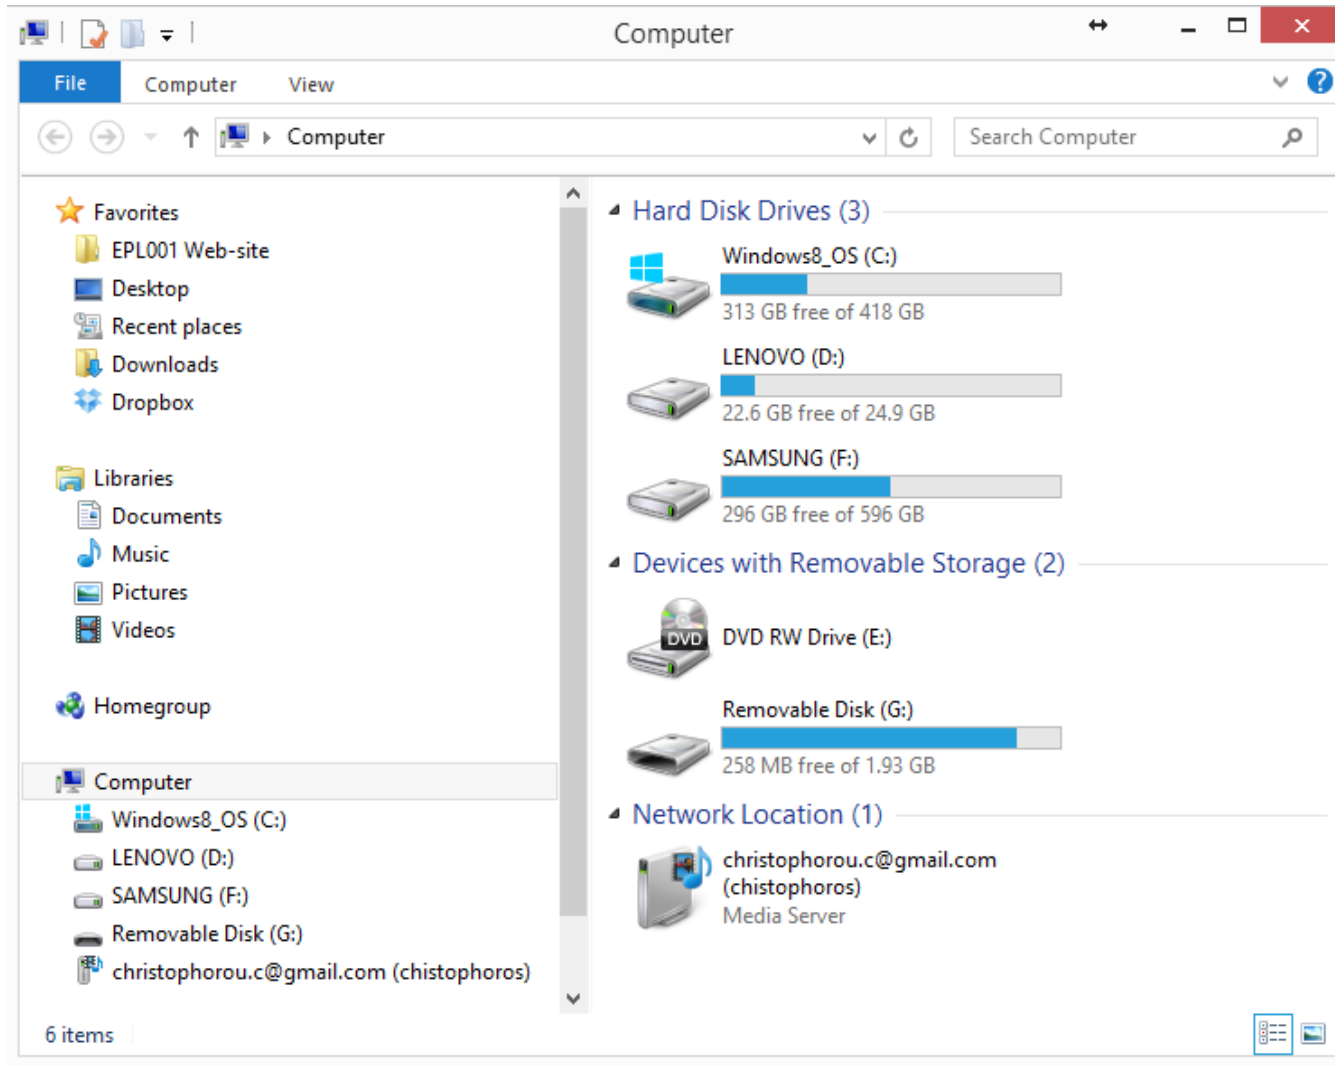 Computer
File
Computer
View
Computer
Search Computer
Favorites
EPL001 Web-site
Desktop
Recent places
Downloads
Dropbox
Libraries
Documents
Music
Pictures
Videos
Homegroup
Computer
Windows8_OS (C:)
LENOVO (D:)
SAMSUNG (F:)
Removable Disk (G:)
christophorou.c@gmail.com (chistophoros)
Hard Disk Drives (3)
Windows8_OS (C:)
313 GB free of 418 GB
LENOVO (D:)
22.6 GB free of 24.9 GB
SAMSUNG (F:)
296 GB free of 596 GB
Devices with Removable Storage (2)
DVD
DVD RW Drive (E:)
Removable Disk (G:)
258 MB free of 1.93 GB
Network Location (1)
christophorou.c@gmail.com
(chistophoros)
Media Server
6 items